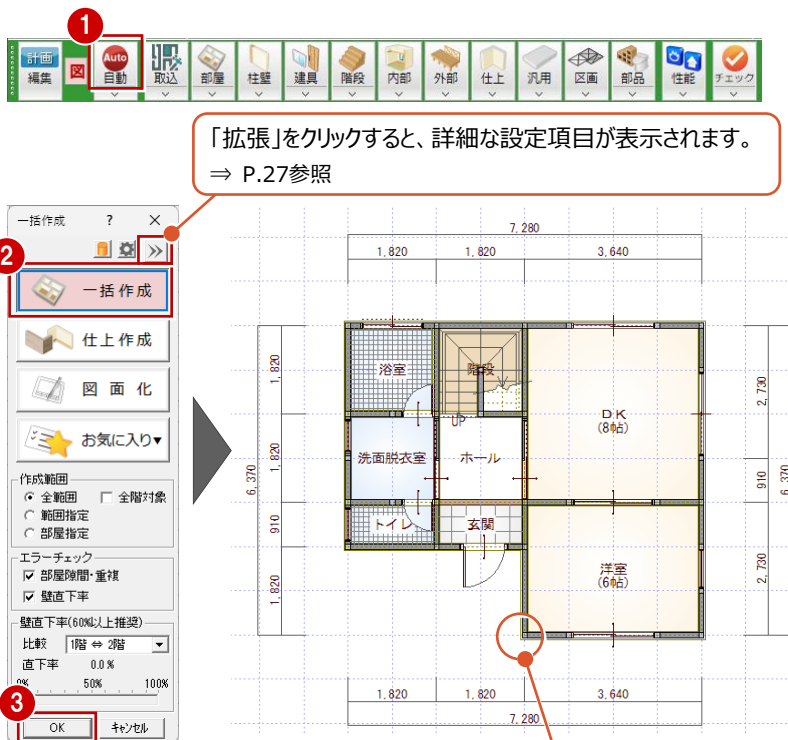 1
計画
編集
図
Auto
自動
取込
部屋
柱壁
建具
階段
内部
外部
仕上
汎用
区画
部品
性能
チェック
「拡張」をクリックすると、詳細な設定項目が表示されます。
⇒ P.27参照
一括作成 ? ×
2
一括作成
仕上作成
図面化
お気に入り▼
作成範囲
全範囲 全階対象
範囲指定
部屋指定
エラーチェック
部屋隙間・重複
壁直下率
壁直下率(60%以上推奨)
比較 1階 ⇔ 2階
直下率 0.0 %
0% 50% 100%
3
OK キャンセル
7,280
1,820 1,820 3,640
1,820
1,820
910
1,820
6,370
浴室
階段
UP
DK
(8帖)
洗面脱衣室
ホール
トイレ
玄関
洋室
(6帖)
2,730
910
2,730
6,370
1,820 1,820 3,640
7,280